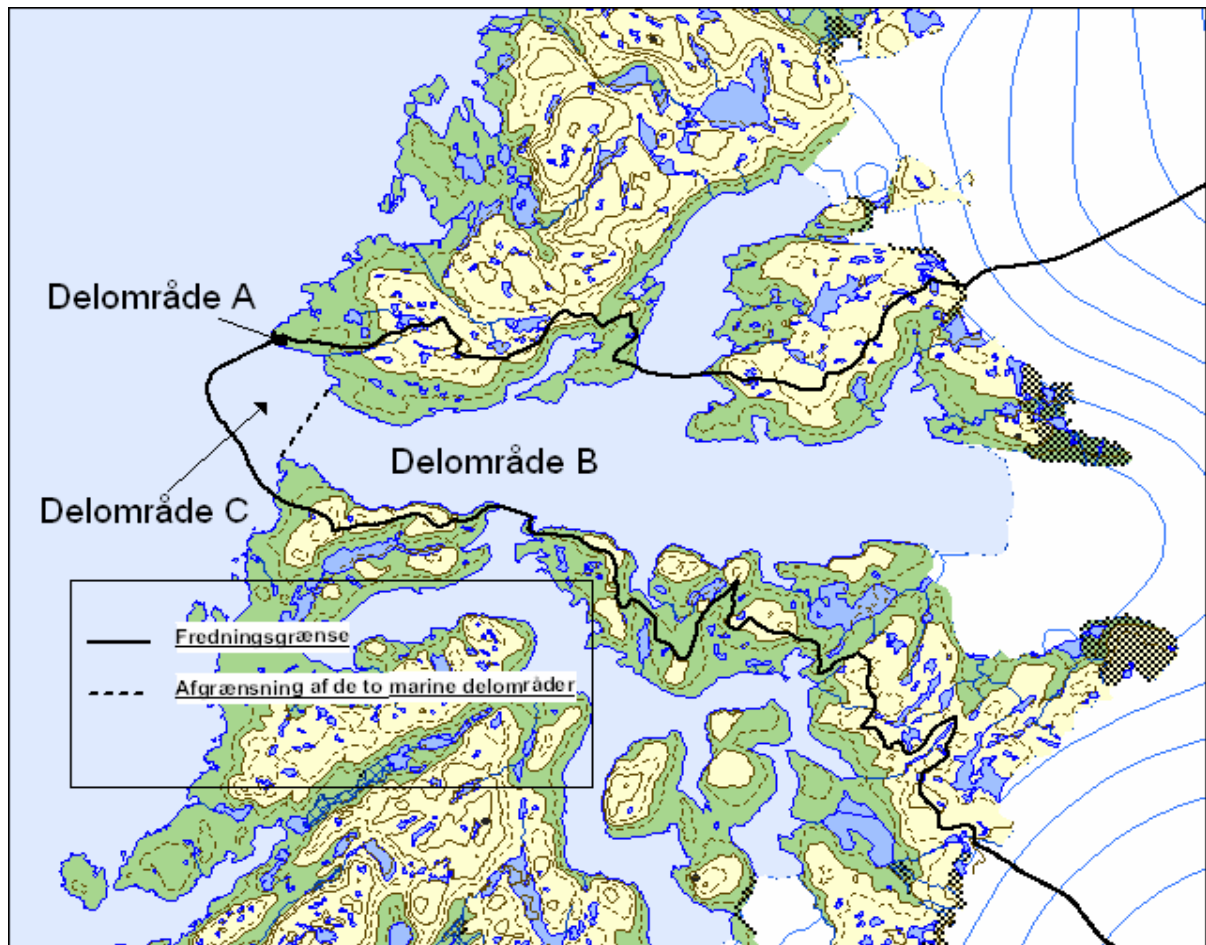 Delområde A
Delområde B
Delområde C
Fredningsgrænse
Afgrænsning af de to marine delområder